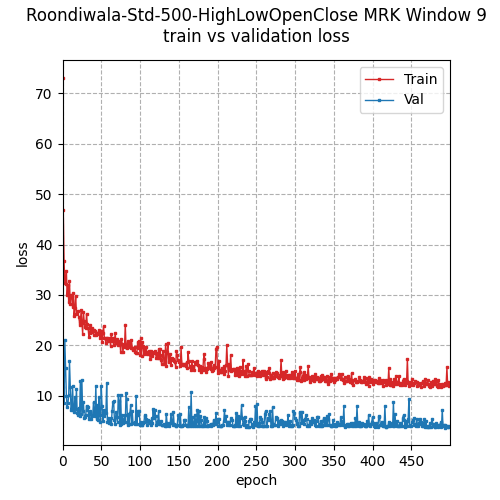 Roondiwala-Std-500-HighLowOpenClose MRK Window 9
train vs validation loss
Train
Val
70
60
50
40
30
20
10
loss
0 50 100 150 200 250 300 350 400 450
epoch